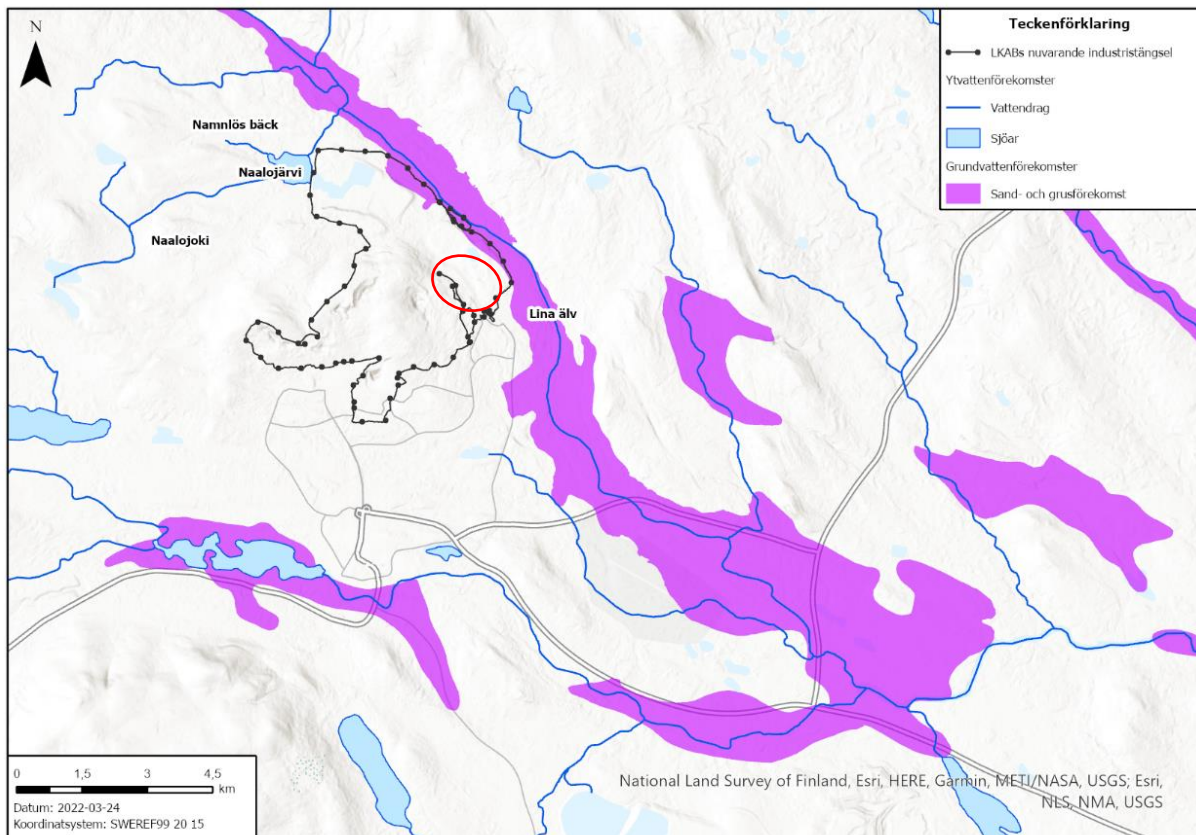 N
Teckenförklaring
LKABs nuvarande industristängsel
Ytvattenförekomster
Vattendrag
Sjöar
Grundvattenförekomster
Sand- och grusförekomst
Namnlös bäck
Naalojärvi
Naalojoki
Lina älv
0 1,5 3 4,5
km
Datum: 2022-03-24
Koordinatsystem: SWEREF99 20 15
National Land Survey of Finland, Esri, HERE, Garmin, METI/NASA, USGS; Esri,
NLS, NMA, USGS